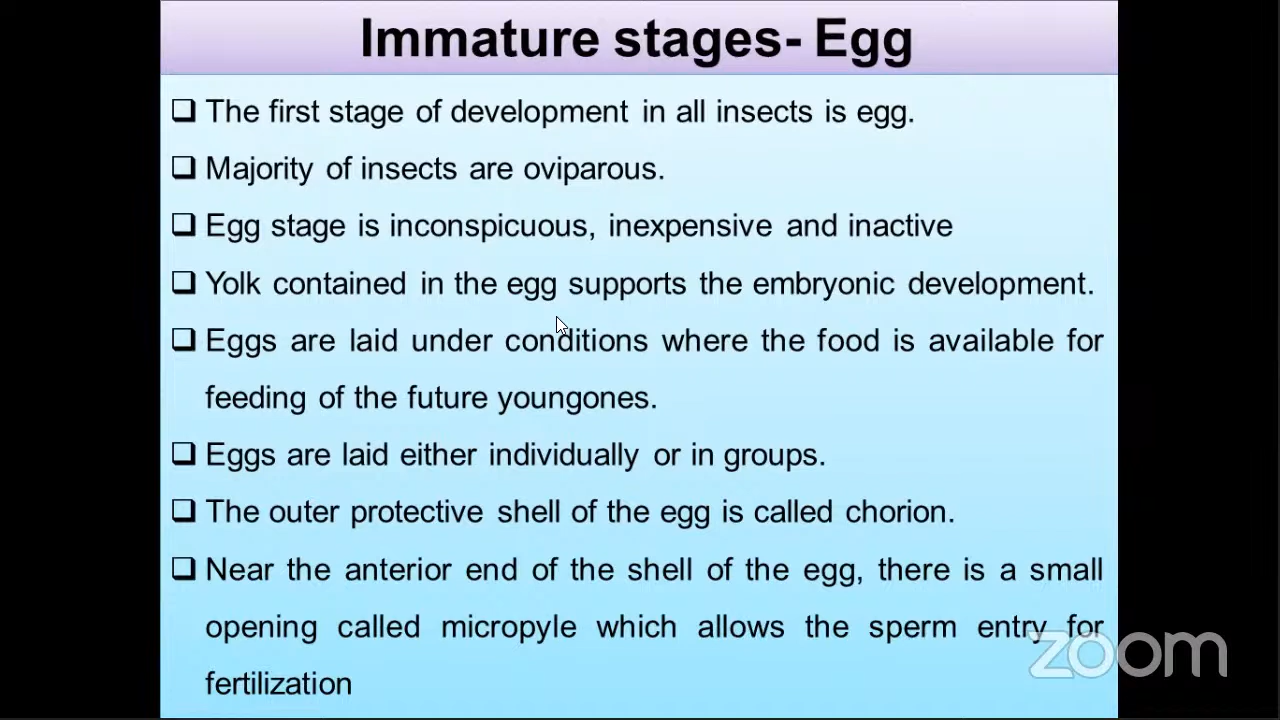 Immature stages- Egg
❑ The first stage of development in all insects is egg.
❑ Majority of insects are oviparous.
❑ Egg stage is inconspicuous, inexpensive and inactive
❑ Yolk contained in the egg supports the embryonic development.
❑ Eggs are laid under conditions where the food is available for
feeding of the future youngones.
❑ Eggs are laid either individually or in groups.
❑ The outer protective shell of the egg is called chorion.
❑ Near the anterior end of the shell of the egg, there is a small
opening called micropyle which allows the sperm entry for
fertilization
zoom